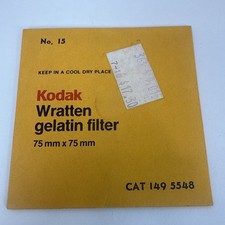 No. 15
KEEP IN A COOL DRY PLACE
Kodak
Wratten
gelatin filter
75 mm x 75 mm
CAT 149 5548